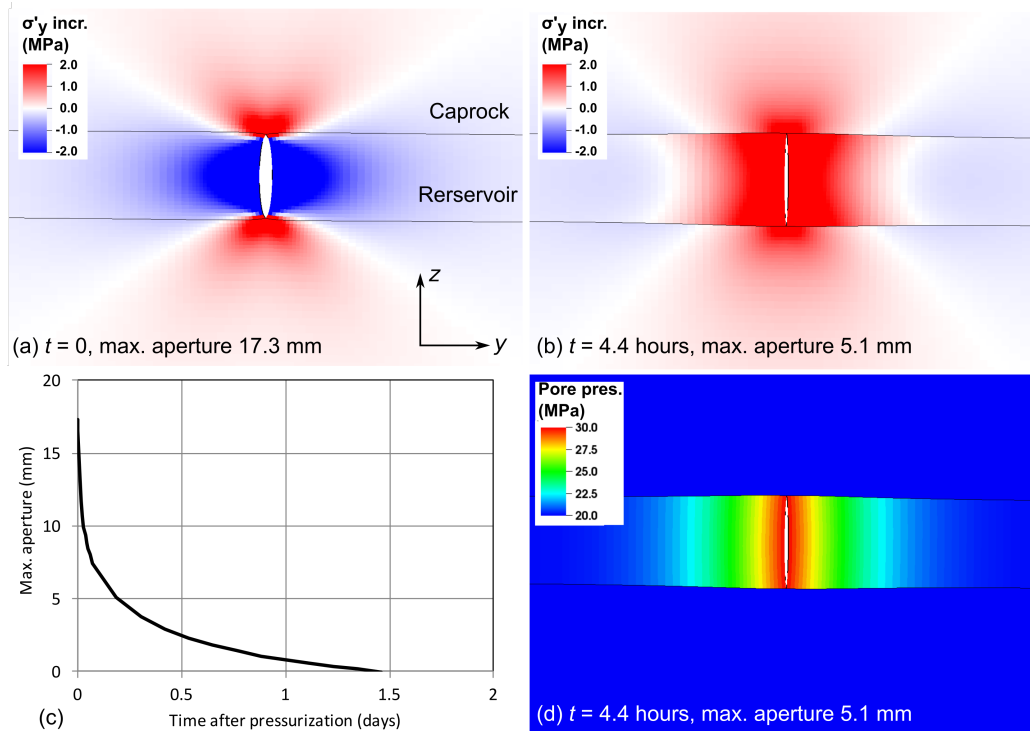 σ'y incr.
(MPa)
2.0
1.0
0.0
-1.0
-2.0
Caprock
Rerservoir
z
y
(a) t = 0, max. aperture 17.3 mm
σ'y incr.
(MPa)
2.0
1.0
0.0
-1.0
-2.0
(b) t = 4.4 hours, max. aperture 5.1 mm
Max. aperture (mm)
20
15
10
5
0
0 0.5 1 1.5 2
Time after pressurization (days)
(c)
Pore pres.
(MPa)
30.0
27.5
25.0
22.5
20.0
(d) t = 4.4 hours, max. aperture 5.1 mm